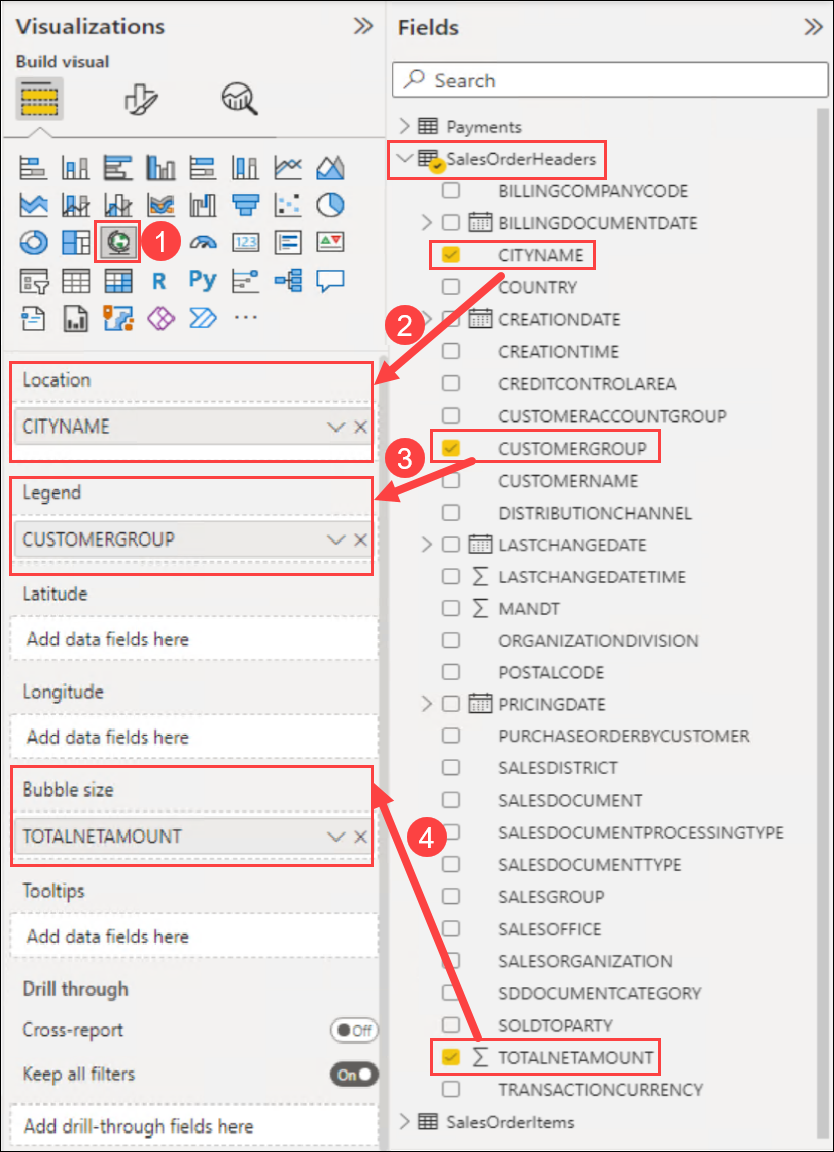 Visualizations
Build visual
1
123
R
Py
2
Location
CITYNAME
3
Legend
CUSTOMERGROUP
Latitude
Add data fields here
Longitude
Add data fields here
Bubble size
TOTALNETAMOUNT
4
Tooltips
Add data fields here
Drill through
Cross-report
Off
Keep all filters
On
Add drill-through fields here
Fields
Search
Payments
SalesOrderHeaders
BILLINGCOMPANYCODE
BILLINGDOCUMENTDATE
CITYNAME
COUNTRY
CREATIONDATE
CREATIONTIME
CREDITCONTROLAREA
CUSTOMERACCOUNTGROUP
CUSTOMERGROUP
CUSTOMERNAME
DISTRIBUTIONCHANNEL
LASTCHANGEDATE
∑ LASTCHANGEDATETIME
∑ MANDT
ORGANIZATIONDIVISION
POSTALCODE
PRICINGDATE
PURCHASEORDERBYCUSTOMER
SALESDISTRICT
SALESDOCUMENT
SALESDOCUMENTPROCESSINGTYPE
SALESDOCUMENTTYPE
SALESGROUP
SALESOFFICE
SALESORGANIZATION
SDDOCUMENTCATEGORY
SOLDTOPARTY
∑ TOTALNETAMOUNT
TRANSACTIONCURRENCY
SalesOrderItems